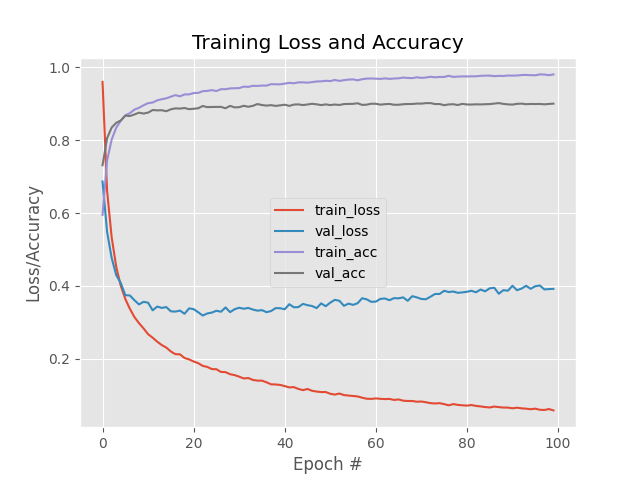 Training Loss and Accuracy
1.0
0.8
0.6
0.4
0.2
Loss/Accuracy
train_loss
val_loss
train_acc
val_acc
0 20 40 60 80 100
Epoch #